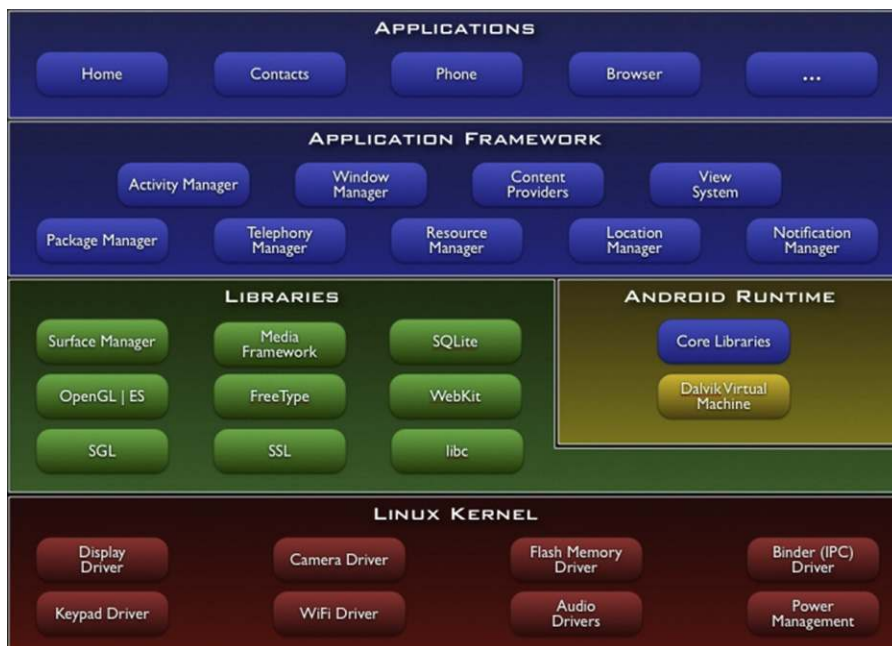 APPLICATIONS
Home
Contacts
Phone
Browser
...
APPLICATION FRAMEWORK
Activity Manager
Window
Manager
Content
Providers
View
System
Package Manager
Telephony
Manager
Resource
Manager
Location
Manager
Notification
Manager
LIBRARIES
Surface Manager
Media
Framework
SQLite
OpenGL | ES
FreeType
WebKit
SGL
SSL
libc
ANDROID RUNTIME
Core Libraries
Dalvik Virtual
Machine
LINUX KERNEL
Display
Driver
Camera Driver
Flash Memory
Driver
Binder (IPC)
Driver
Keypad Driver
WiFi Driver
Audio
Drivers
Power
Management